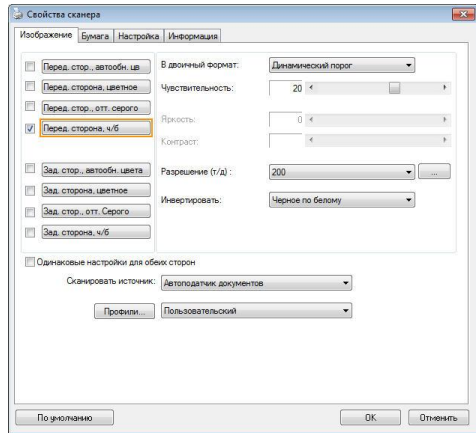 Свойства сканера
Изображение Бумага Настройка Информация
Перед. стор., автообн. цв
Перед. сторона, цветное
Перед. стор., отт. серого
Перед. сторона, ч/б
Зад. стор., автообн. цвета
Зад. сторона, цветное
Зад. стор., отт. Серого
Зад. сторона, ч/б
В двоичный формат: Динамический порог
Чувствительность: 20
Яркость: 0
Контраст:
Разрешение (т/д) : 200 ...
Инвертировать: Черное по белому
Одинаковые настройки для обеих сторон
Сканировать источник: Автоподатчик документов
Профили... Пользовательский
По умолчанию OK Отменить